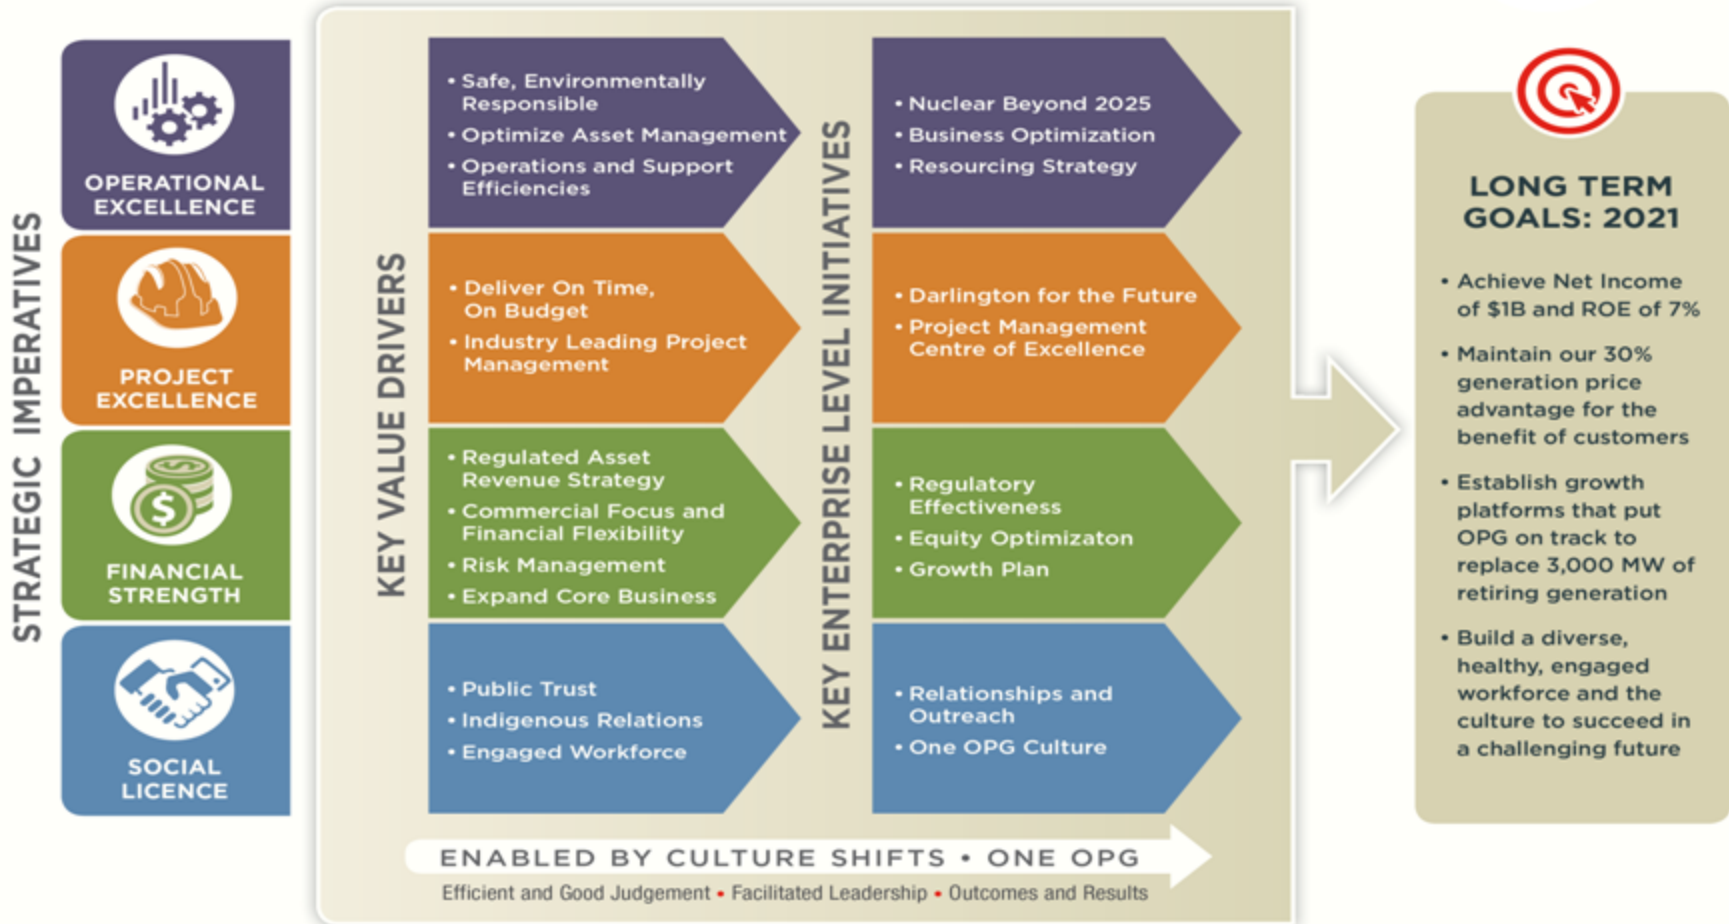 STRATEGIC IMPERATIVES
OPERATIONAL
EXCELLENCE
PROJECT
EXCELLENCE
FINANCIAL
STRENGTH
SOCIAL
LICENCE
KEY VALUE DRIVERS
• Safe, Environmentally
Responsible
• Optimize Asset Management
• Operations and Support
Efficiencies
• Deliver On Time,
On Budget
• Industry Leading Project
Management
• Regulated Asset
Revenue Strategy
• Commercial Focus and
Financial Flexibility
• Risk Management
• Expand Core Business
• Public Trust
• Indigenous Relations
• Engaged Workforce
KEY ENTERPRISE LEVEL INITIATIVES
• Nuclear Beyond 2025
• Business Optimization
• Resourcing Strategy
• Darlington for the Future
• Project Management
Centre of Excellence
• Regulatory
Effectiveness
• Equity Optimizaton
• Growth Plan
• Relationships and
Outreach
• One OPG Culture
ENABLED BY CULTURE SHIFTS • ONE OPG
Efficient and Good Judgement • Facilitated Leadership • Outcomes and Results
LONG TERM
GOALS: 2021
• Achieve Net Income
of $1B and ROE of 7%
• Maintain our 30%
generation price
advantage for the
benefit of customers
• Establish growth
platforms that put
OPG on track to
replace 3,000 MW of
retiring generation
• Build a diverse,
healthy, engaged
workforce and the
culture to succeed in
a challenging future